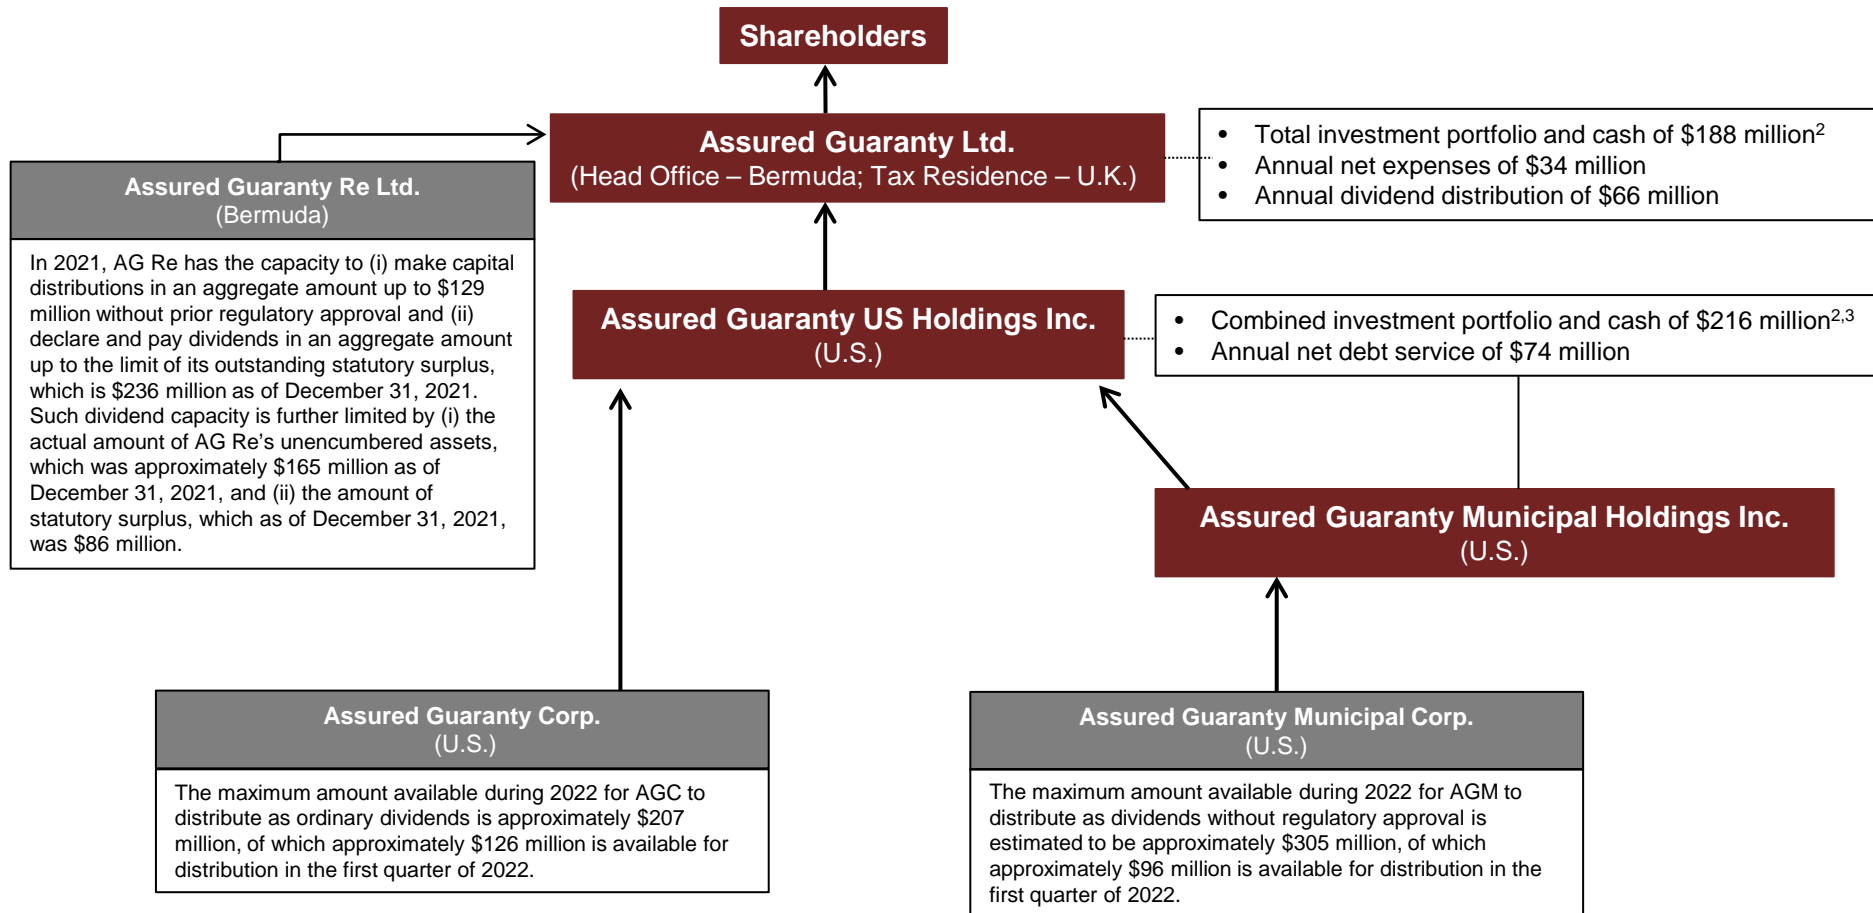 Shareholders
Assured Guaranty Ltd.
(Head Office – Bermuda; Tax Residence – U.K.)
• Total investment portfolio and cash of $188 million2
• Annual net expenses of $34 million
• Annual dividend distribution of $66 million
Assured Guaranty Re Ltd.
(Bermuda)
In 2021, AG Re has the capacity to (i) make capital
distributions in an aggregate amount up to $129
million without prior regulatory approval and (ii)
declare and pay dividends in an aggregate amount
up to the limit of its outstanding statutory surplus,
which is $236 million as of December 31, 2021.
Such dividend capacity is further limited by (i) the
actual amount of AG Re’s unencumbered assets,
which was approximately $165 million as of
December 31, 2021, and (ii) the amount of
statutory surplus, which as of December 31, 2021,
was $86 million.
Assured Guaranty US Holdings Inc.
(U.S.)
• Combined investment portfolio and cash of $216 million2,3
• Annual net debt service of $74 million
Assured Guaranty Municipal Holdings Inc.
(U.S.)
Assured Guaranty Corp.
(U.S.)
The maximum amount available during 2022 for AGC to
distribute as ordinary dividends is approximately $207
million, of which approximately $126 million is available for
distribution in the first quarter of 2022.
Assured Guaranty Municipal Corp.
(U.S.)
The maximum amount available during 2022 for AGM to
distribute as dividends without regulatory approval is
estimated to be approximately $305 million, of which
approximately $96 million is available for distribution in the
first quarter of 2022.